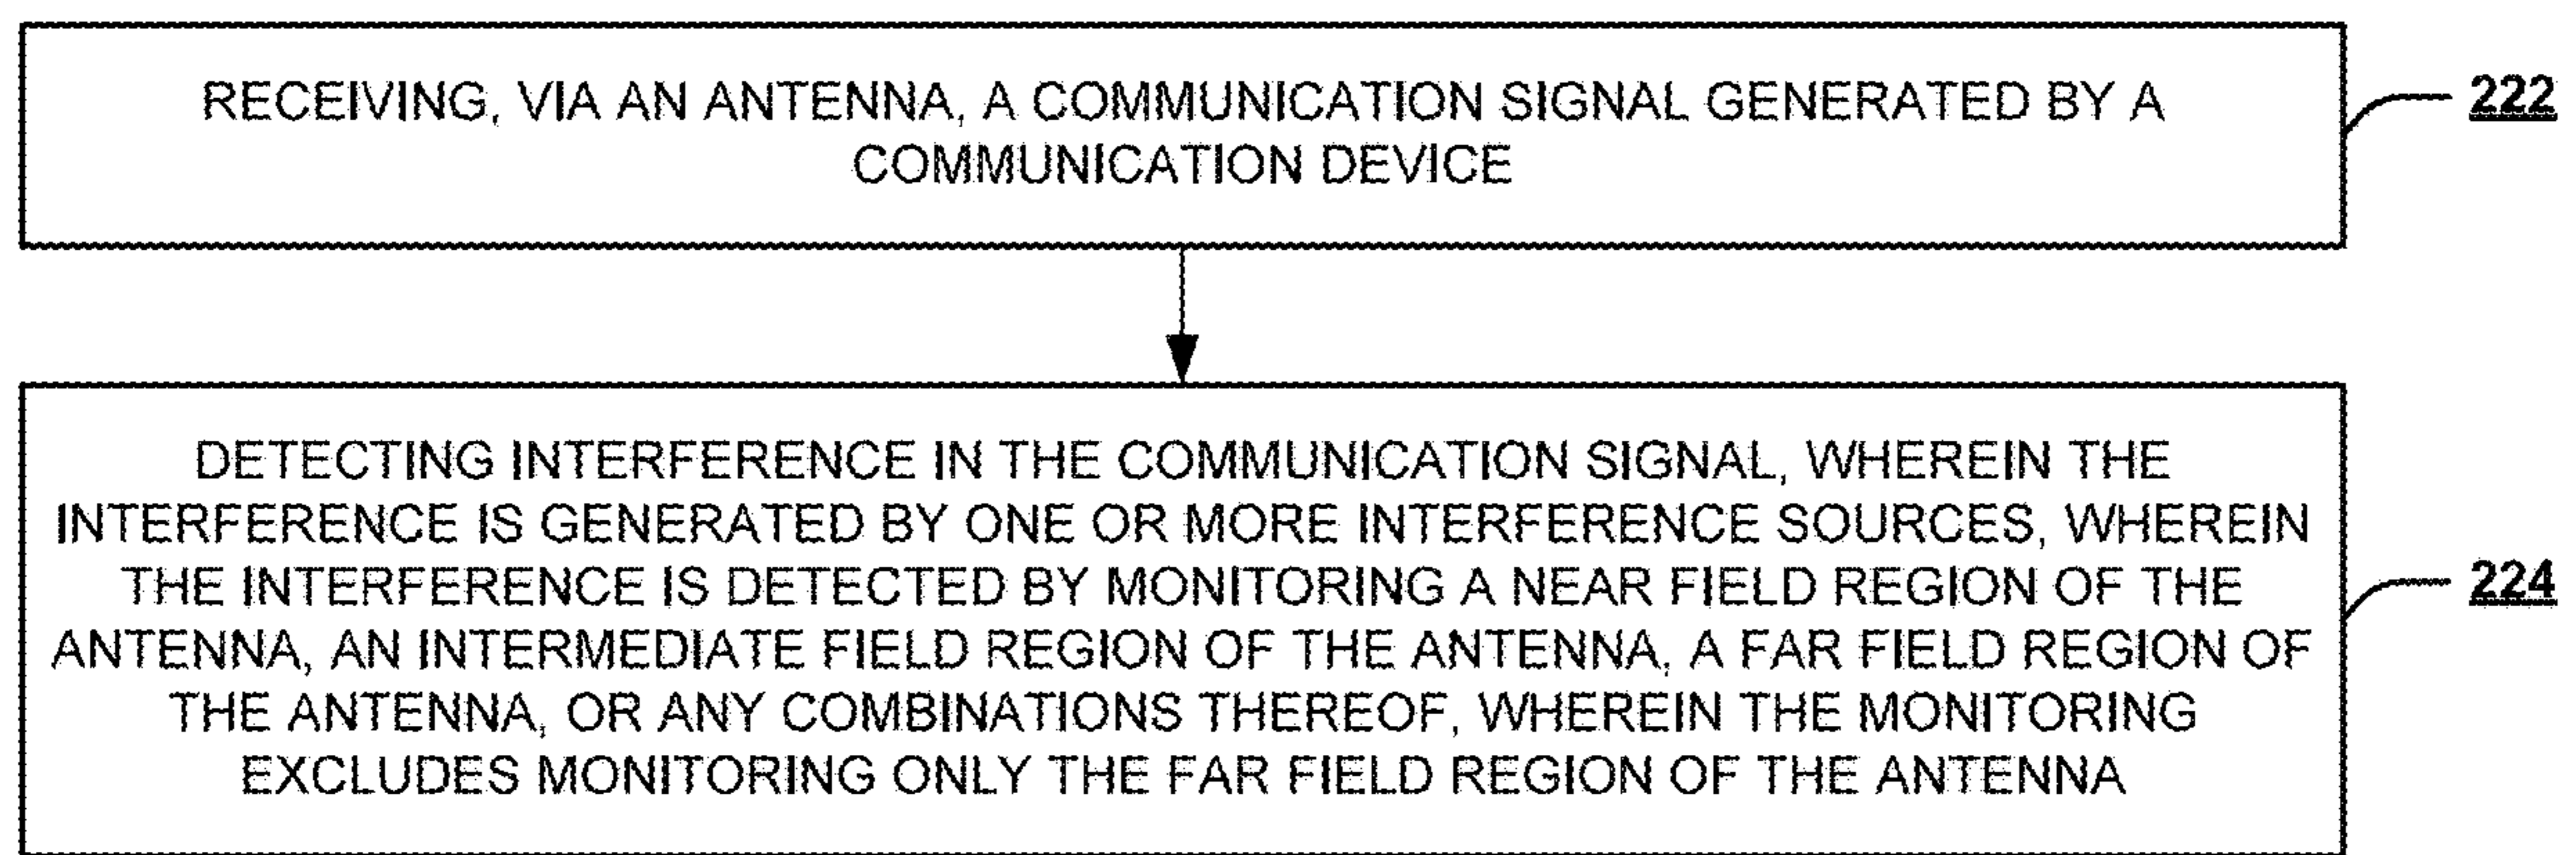 RECEIVING, VIA AN ANTENNA, A COMMUNICATION SIGNAL GENERATED BY A
COMMUNICATION DEVICE
222
DETECTING INTERFERENCE IN THE COMMUNICATION SIGNAL, WHEREIN THE
INTERFERENCE IS GENERATED BY ONE OR MORE INTERFERENCE SOURCES, WHEREIN
THE INTERFERENCE IS DETECTED BY MONITORING A NEAR FIELD REGION OF THE
ANTENNA, AN INTERMEDIATE FIELD REGION OF THE ANTENNA, A FAR FIELD REGION OF
THE ANTENNA, OR ANY COMBINATIONS THEREOF, WHEREIN THE MONITORING
EXCLUDES MONITORING ONLY THE FAR FIELD REGION OF THE ANTENNA
224